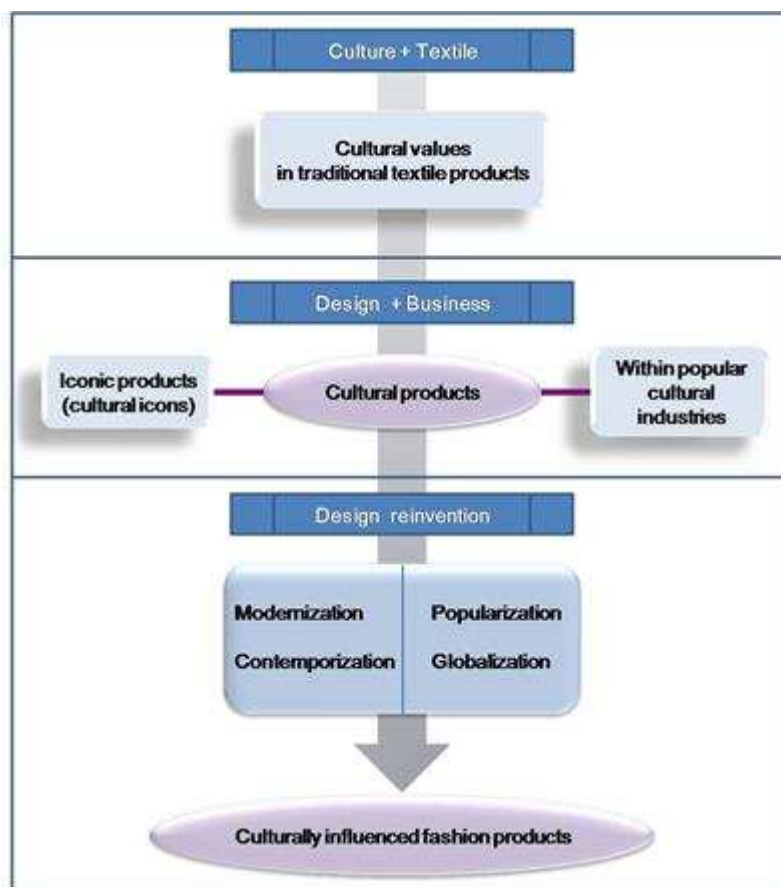 Culture + Textile
Cultural values
in traditional textile products
Design + Business
Iconic products
(cultural icons)
Cultural products
Within popular
cultural
industries
Design reinvention
Modernization
Popularization
Contemporization
Globalization
Culturally influenced fashion products